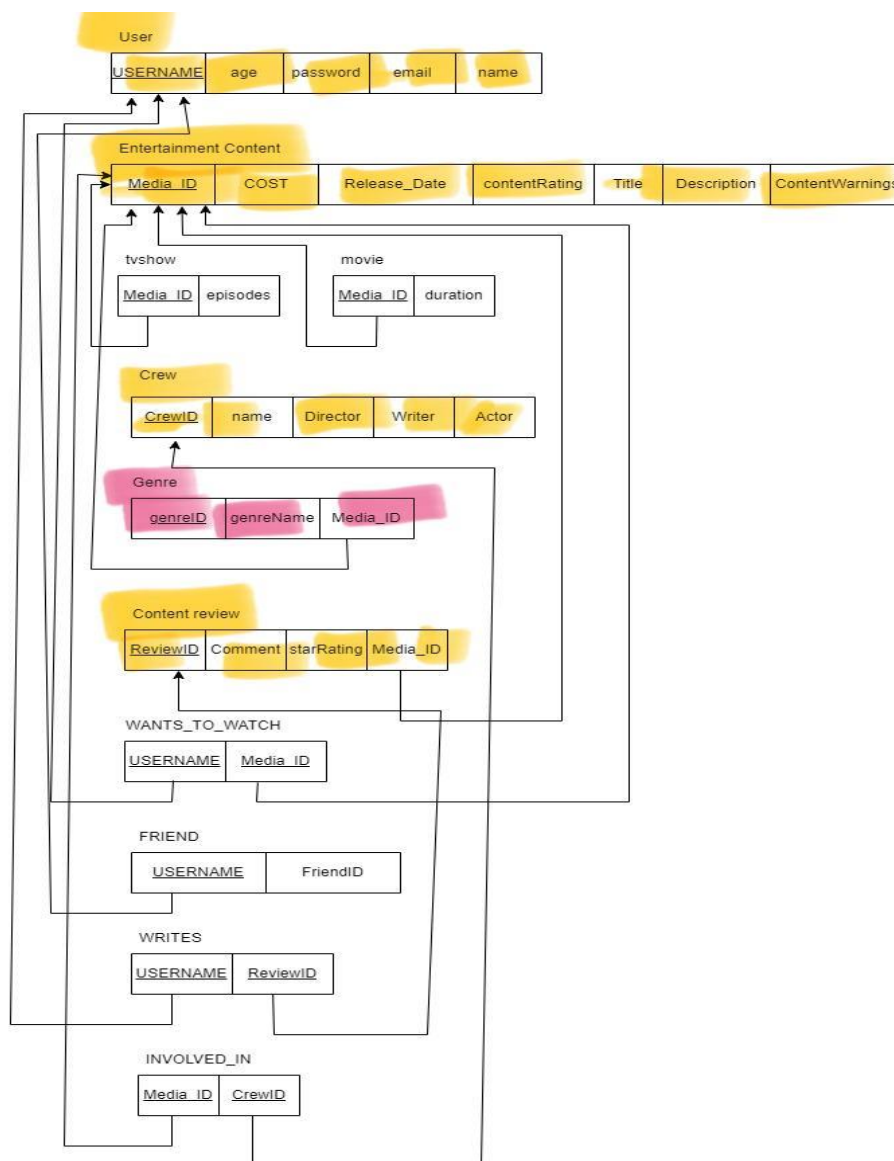 User
USERNAME age password email name
Entertainment Content
Media_ID COST Release_Date contentRating Title Description ContentWarnings
tvshow movie
Media_ID episodes Media_ID duration
Crew
CrewID name Director Writer Actor
Genre
genreID genreName Media_ID
Content review
ReviewID Comment starRating Media_ID
WANTS_TO_WATCH
USERNAME Media_ID
FRIEND
USERNAME FriendID
WRITES
USERNAME ReviewID
INVOLVED_IN
Media_ID CrewID